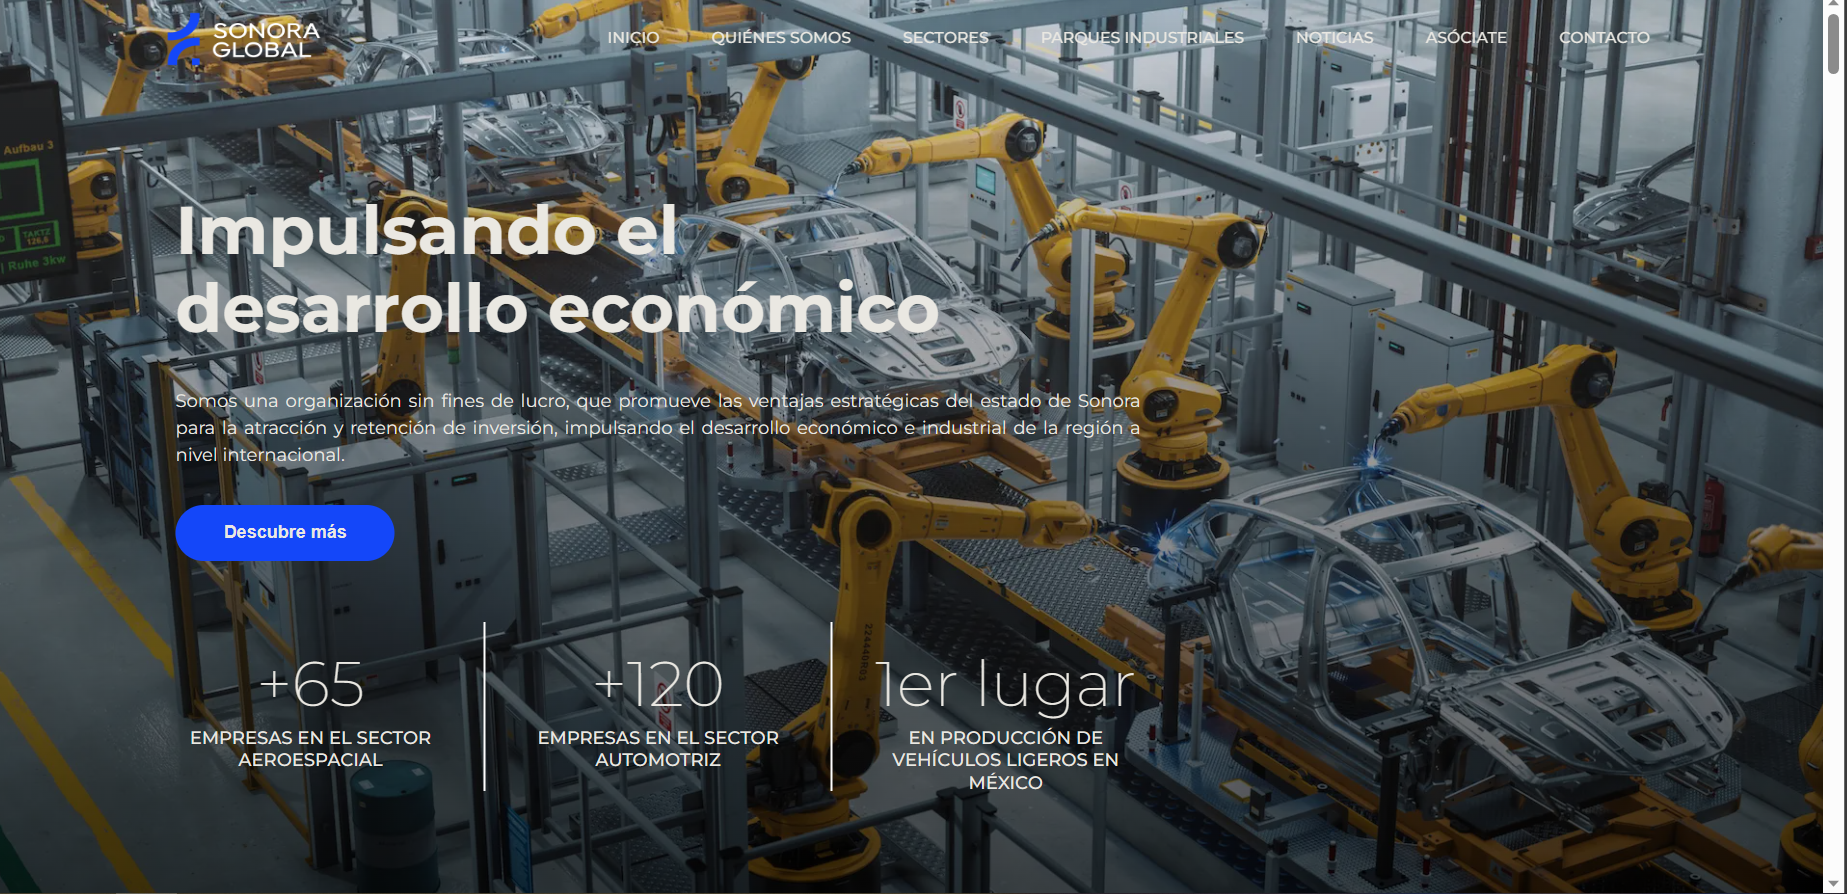 SONORA
GLOBAL
INICIO
QUIÉNES SOMOS
SECTORES
PARQUES INDUSTRIALES
NOTICIAS
ASÓCIATE
CONTACTO
Aufbau 3
TAKTZ
126,6
Ruhe 3kw
Impulsando el
desarrollo económico
Somos una organización sin fines de lucro, que promueve las ventajas estratégicas del estado de Sonora
para la atracción y retención de inversión, impulsando el desarrollo económico e industrial de la región a
nivel internacional.
Descubre más
+65
EMPRESAS EN EL SECTOR
AEROESPACIAL
+120
EMPRESAS EN EL SECTOR
AUTOMOTRIZ
1er lugar
EN PRODUCCIÓN DE
VEHÍCULOS LIGEROS EN
MÉXICO